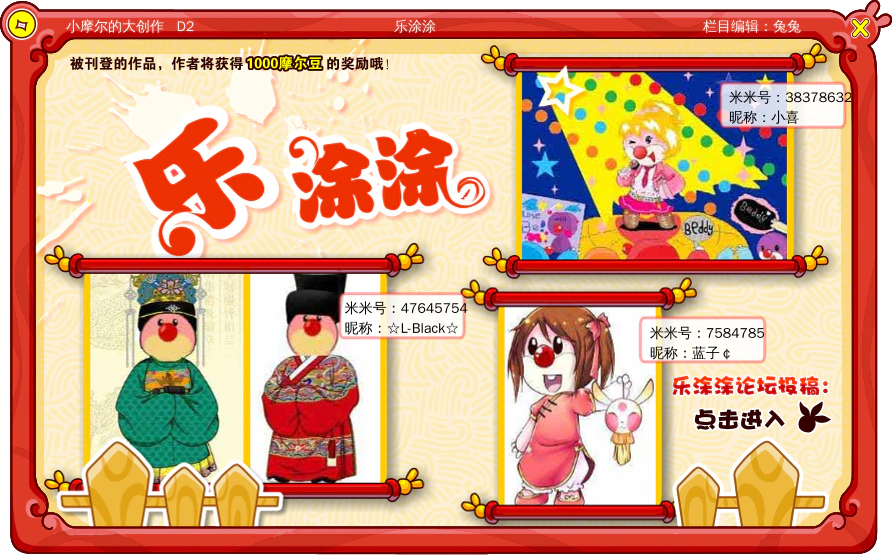 小摩尔的大创作 D2
乐涂涂
栏目编辑：兔兔
被刊登的作品，作者将获得1000摩尔豆的奖励哦！
乐涂涂
米米号：38378632
昵称：小喜
Beddy
Beddy
米米号：47645754
昵称：☆L-Black☆
米米号：7584785
昵称：蓝子￠
乐涂涂论坛投稿：
点击进入